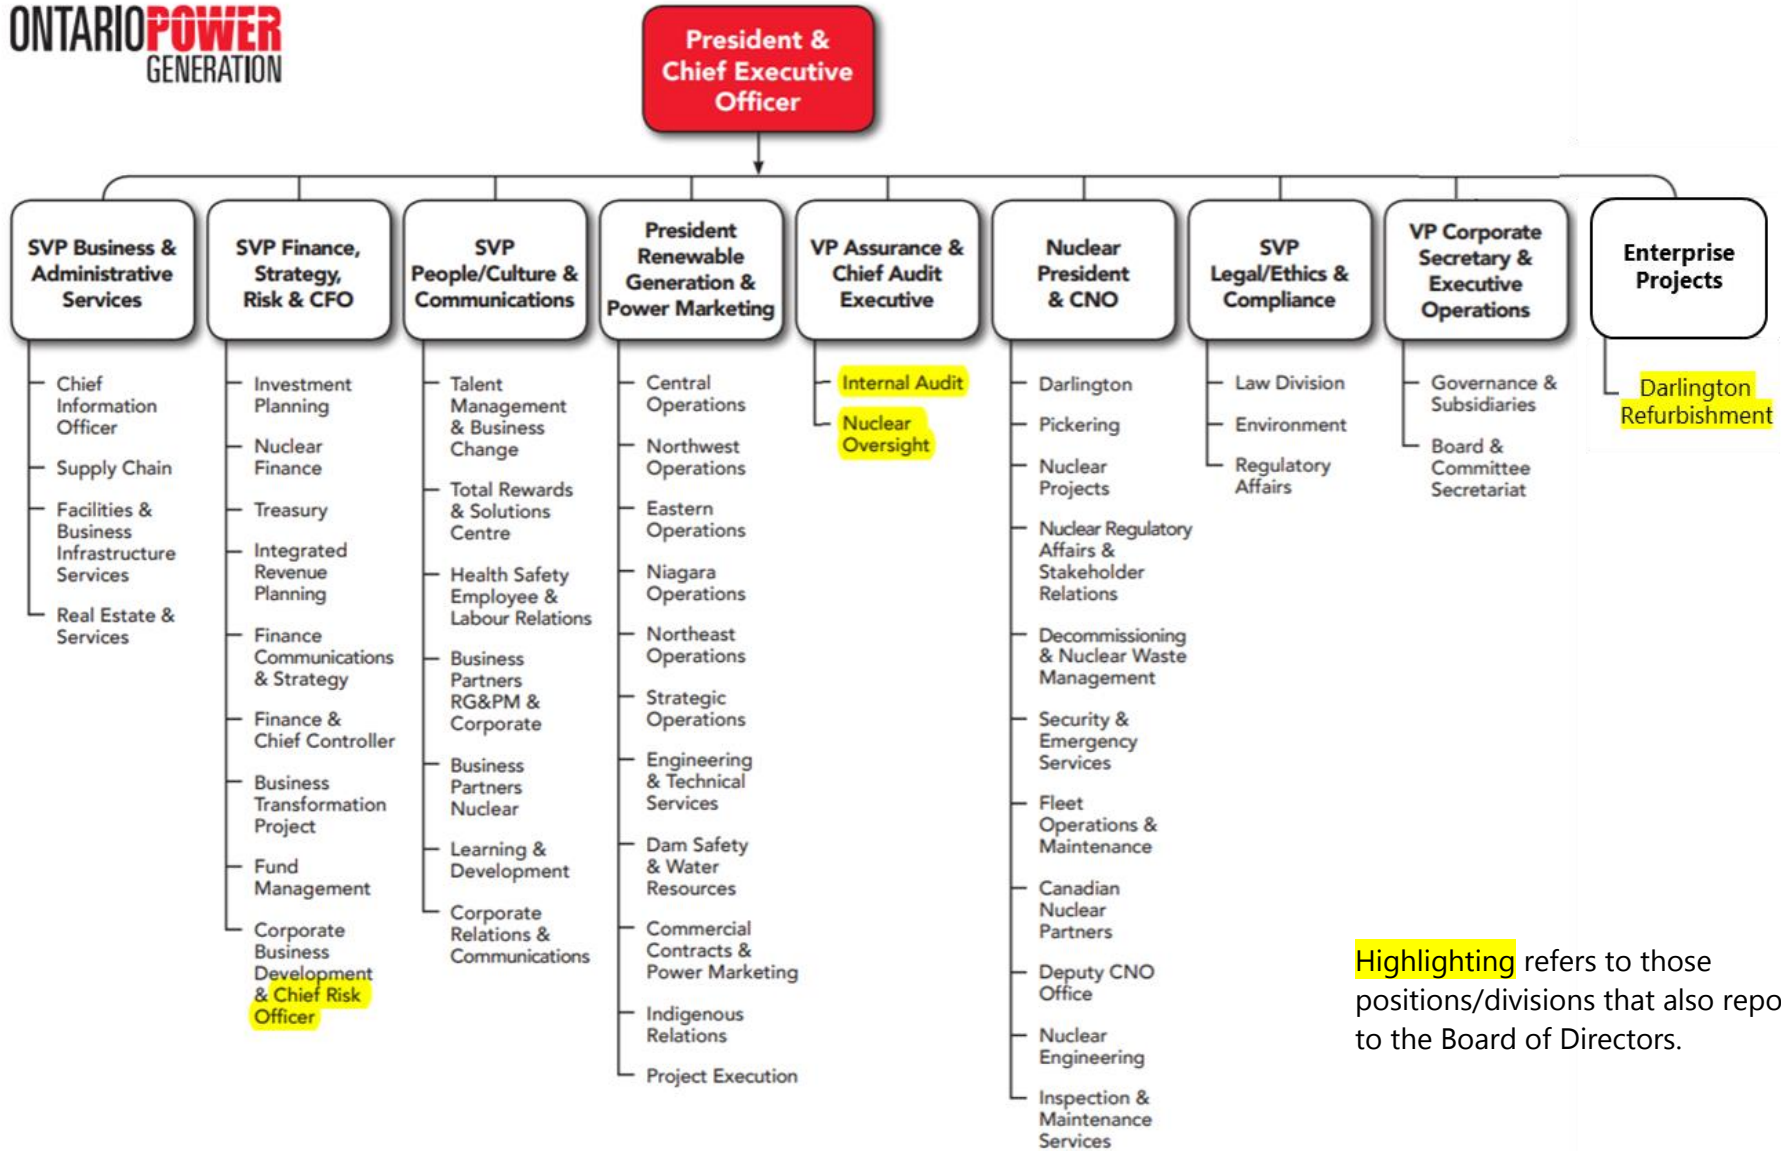 ONTARIOPOWER
GENERATION
President &
Chief Executive
Officer
SVP Business &
Administrative
Services
Chief
Information
Officer
Supply Chain
Facilities &
Business
Infrastructure
Services
Real Estate &
Services
SVP Finance,
Strategy,
Risk & CFO
Investment
Planning
Nuclear
Finance
Treasury
Integrated
Revenue
Planning
Finance
Communications
& Strategy
Finance &
Chief Controller
Business
Transformation
Project
Fund
Management
Corporate
Business
Development
& Chief Risk
Officer
SVP
People/Culture &
Communications
Talent
Management
& Business
Change
Total Rewards
& Solutions
Centre
Health Safety
Employee &
Labour Relations
Business
Partners
RG&PM &
Corporate
Business
Partners
Nuclear
Learning &
Development
Corporate
Relations &
Communications
President
Renewable
Generation &
Power Marketing
Central
Operations
Northwest
Operations
Eastern
Operations
Niagara
Operations
Northeast
Operations
Strategic
Operations
Engineering
& Technical
Services
Dam Safety
& Water
Resources
Commercial
Contracts &
Power Marketing
Indigenous
Relations
Project Execution
VP Assurance &
Chief Audit
Executive
Internal Audit
Nuclear
Oversight
Nuclear
President
& CNO
Darlington
Pickering
Nuclear
Projects
Nuclear Regulatory
Affairs &
Stakeholder
Relations
Decommissioning
& Nuclear Waste
Management
Security &
Emergency
Services
Fleet
Operations &
Maintenance
Canadian
Nuclear
Partners
Deputy CNO
Office
Nuclear
Engineering
Inspection &
Maintenance
Services
SVP
Legal/Ethics &
Compliance
Law Division
Environment
Regulatory
Affairs
VP Corporate
Secretary &
Executive
Operations
Governance &
Subsidiaries
Board &
Committee
Secretariat
Enterprise
Projects
Darlington
Refurbishment
Highlighting refers to those
positions/divisions that also repo
to the Board of Directors.